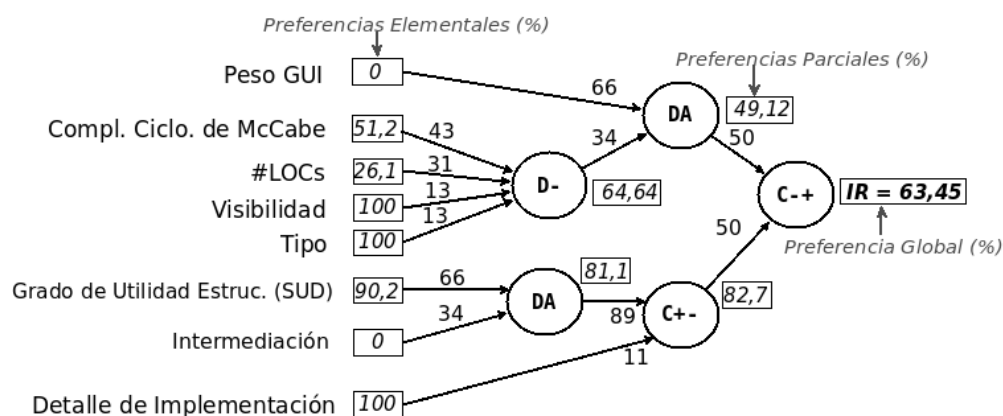 Preferencias Elementales (%)
Preferencias Parciales (%)
Peso GUI 0 66 DA 49,12
Compl. Ciclo. de McCabe 51,2 43 34 50
#LOCs 26,1 31 D- 64,64
Visibilidad 100 13
Tipo 100 13
C-+ IR = 63,45
50 Preferencia Global (%)
Grado de Utilidad Estruc. (SUD) 90,2 66 DA 81,1
Intermediación 0 34 89 C+- 82,7
Detalle de Implementación 100 11